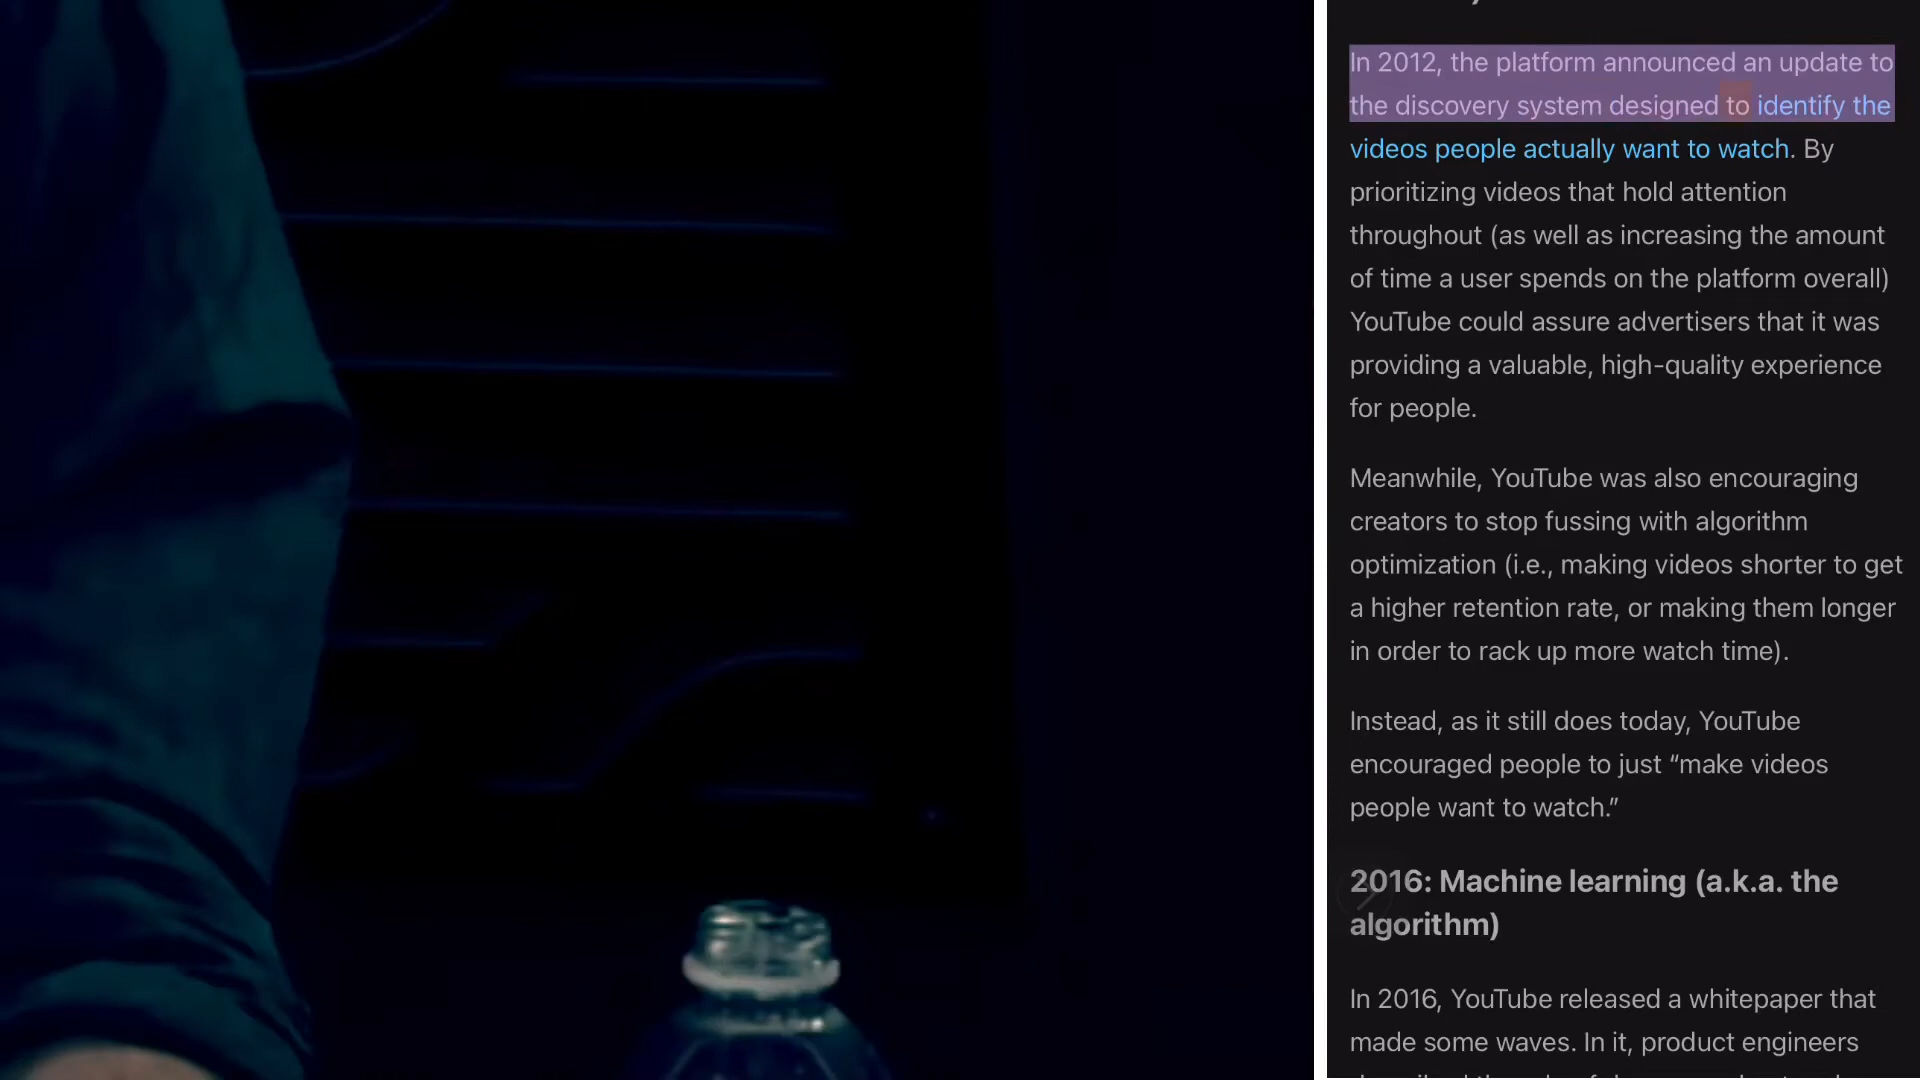 In 2012, the platform announced an update to
the discovery system designed to identify the
videos people actually want to watch. By
prioritizing videos that hold attention
throughout (as well as increasing the amount
of time a user spends on the platform overall)
YouTube could assure advertisers that it was
providing a valuable, high-quality experience
for people.
Meanwhile, YouTube was also encouraging
creators to stop fussing with algorithm
optimization (i.e., making videos shorter to get
a higher retention rate, or making them longer
in order to rack up more watch time).
Instead, as it still does today, YouTube
encouraged people to just “make videos
people want to watch.”
2016: Machine learning (a.k.a. the
algorithm)
In 2016, YouTube released a whitepaper that
made some waves. In it, product engineers